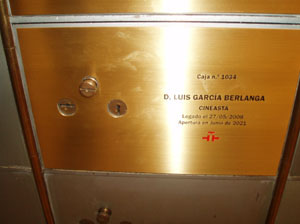 Caja n.º 1034
D. LUIS GARCIA BERLANGA
CINEASTA
Legado el 27.05.2008
Apertura en Junio de 2021